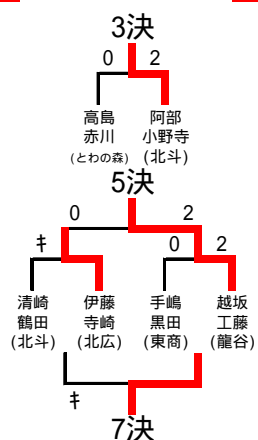 3決
0 2
高島 阿部
赤川 小野寺
(とわの森) (北斗)
5決
0 2
キ 0 2
清崎 伊藤 手嶋 越坂
鶴田 寺崎 黒田 工藤
(北斗) (北広) (東商) (龍谷)
キ
7決